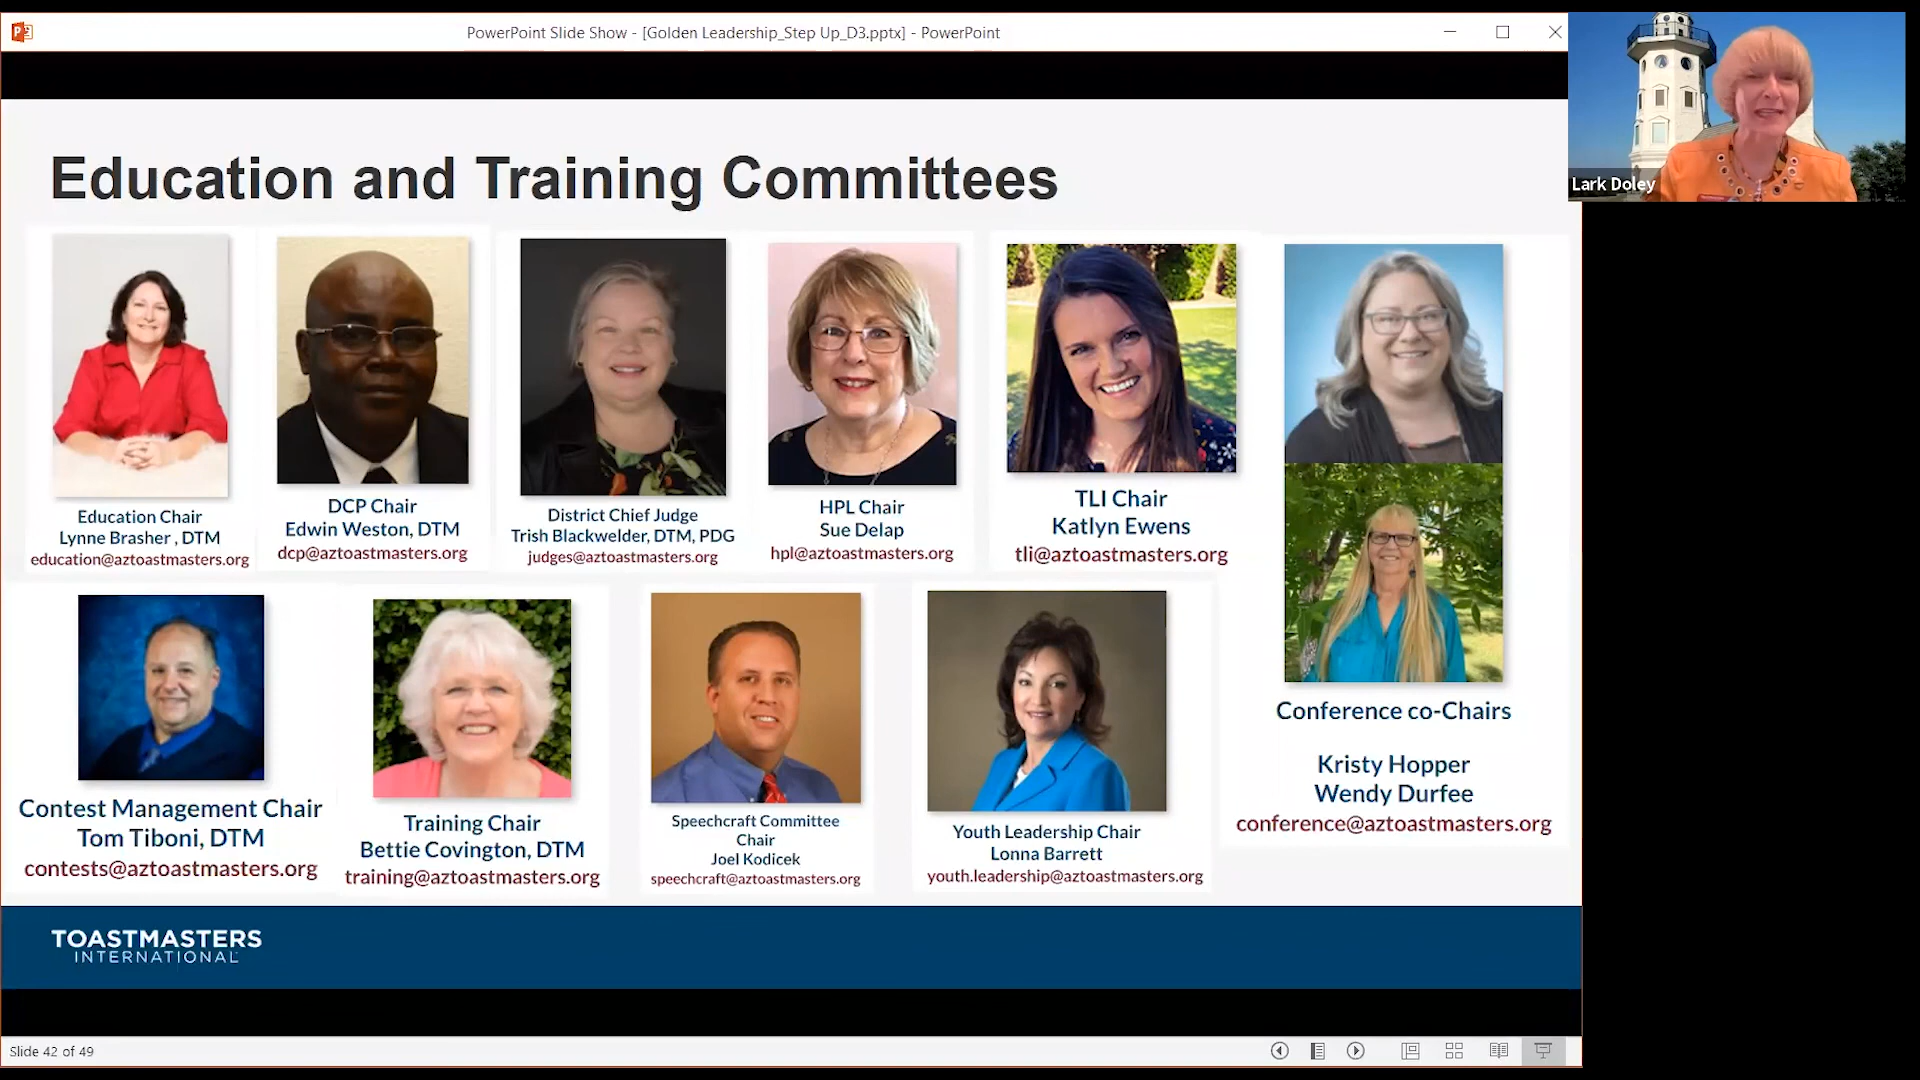 PowerPoint Slide Show - [Golden Leadership_Step Up_D3.pptx] - PowerPoint
Lark Doley
Education and Training Committees
Education Chair
Lynne Brasher , DTM
education@aztoastmasters.org
DCP Chair
Edwin Weston, DTM
dcp@aztoastmasters.org
District Chief Judge
Trish Blackwelder, DTM, PDG
judges@aztoastmasters.org
HPL Chair
Sue Delap
hpl@aztoastmasters.org
TLI Chair
Katlyn Ewens
tli@aztoastmasters.org
Conference co-Chairs
Kristy Hopper
Wendy Durfee
conference@aztoastmasters.org
Contest Management Chair
Tom Tiboni, DTM
contests@aztoastmasters.org
Training Chair
Bettie Covington, DTM
training@aztoastmasters.org
Speechcraft Committee
Chair
Joel Kodicek
speechcraft@aztoastmasters.org
Youth Leadership Chair
Lonna Barrett
youth.leadership@aztoastmasters.org
TOASTMASTERS
INTERNATIONAL
Slide 42 of 49